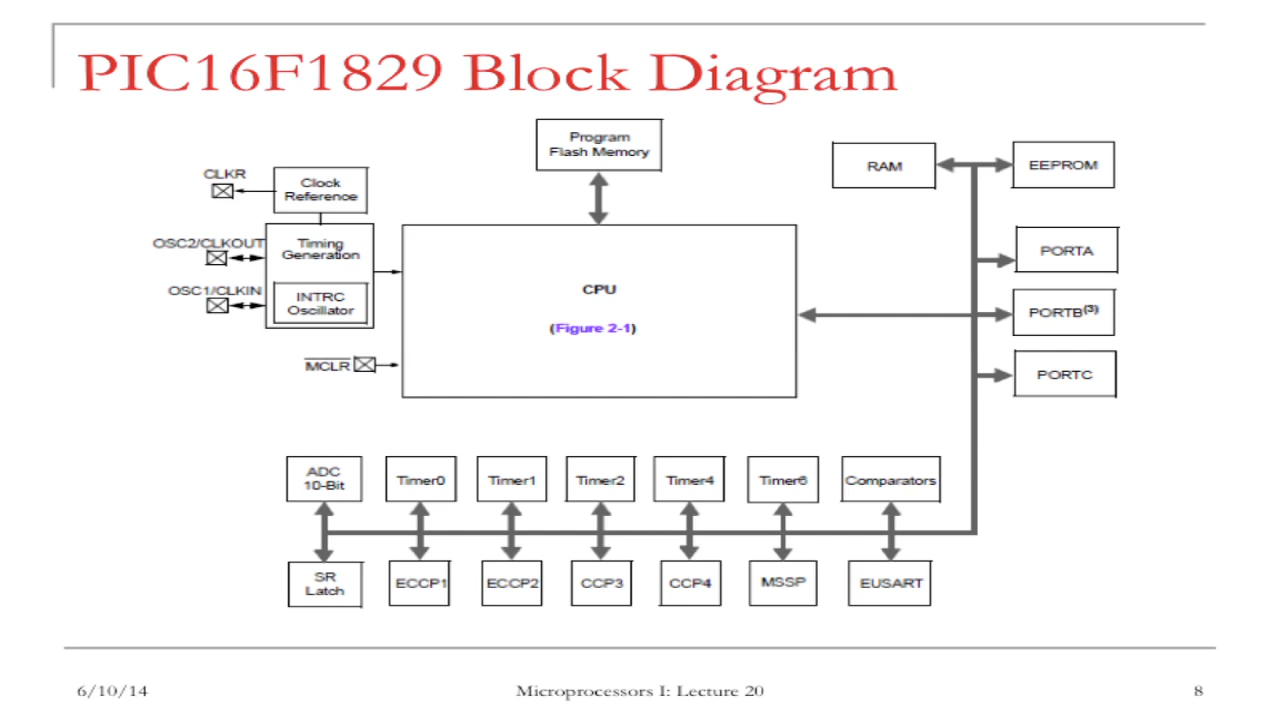 PIC16F1829 Block Diagram
Program
Flash Memory
RAM
EEPROM
CLKR
Clock
Reference
OSC2/CLKOUT
Timing
Generation
OSC1/CLKIN
INTRC
Oscillator
MCLR
CPU
(Figure 2-1)
PORTA
PORTB(3)
PORTC
ADC
10-Bit
Timer0
Timer1
Timer2
Timer4
Timer6
Comparators
SR
Latch
ECCP1
ECCP2
CCP3
CCP4
MSSP
EUSART
6/10/14
Microprocessors I: Lecture 20
8